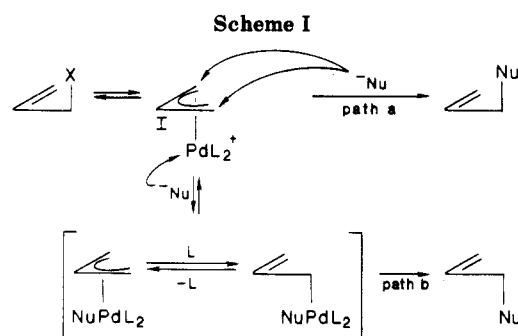 Scheme I
X
Nu
⁻Nu
I
path a
PdL₂⁺
⁻Nu
L
-L
path b
NuPdL₂
NuPdL₂
Nu